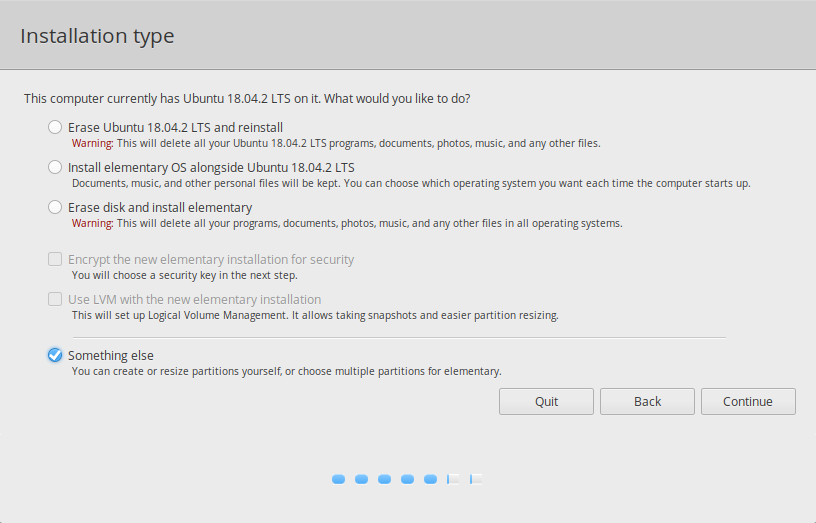 Installation type
This computer currently has Ubuntu 18.04.2 LTS on it. What would you like to do?
Erase Ubuntu 18.04.2 LTS and reinstall
Warning: This will delete all your Ubuntu 18.04.2 LTS programs, documents, photos, music, and any other files.
Install elementary OS alongside Ubuntu 18.04.2 LTS
Documents, music, and other personal files will be kept. You can choose which operating system you want each time the computer starts up.
Erase disk and install elementary
Warning: This will delete all your programs, documents, photos, music, and any other files in all operating systems.
Encrypt the new elementary installation for security
You will choose a security key in the next step.
Use LVM with the new elementary installation
This will set up Logical Volume Management. It allows taking snapshots and easier partition resizing.
Something else
You can create or resize partitions yourself, or choose multiple partitions for elementary.
Quit Back Continue